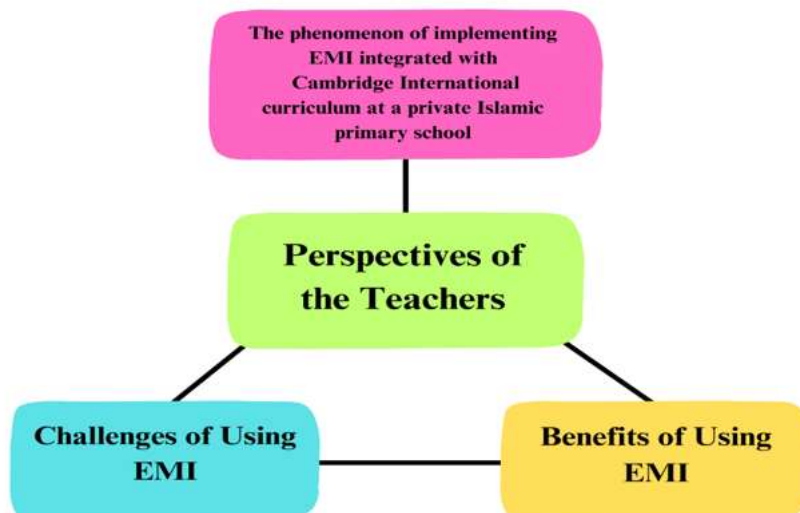 The phenomenon of implementing
EMI integrated with
Cambridge International
curriculum at a private Islamic
primary school
Perspectives of
the Teachers
Challenges of Using
EMI
Benefits of Using
EMI